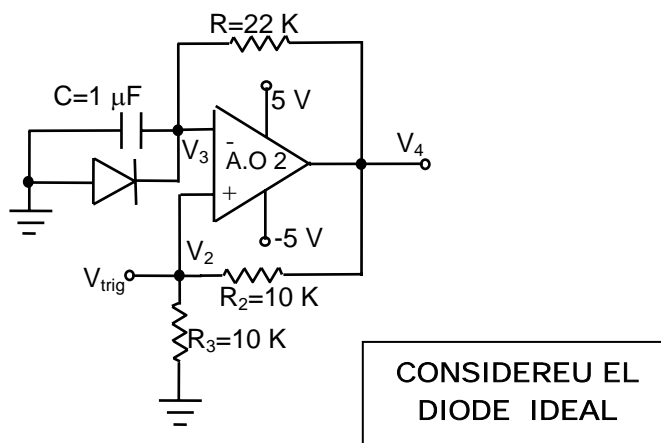 R=22 K
C=1 μF
5 V
V3
-
A.O 2
+
V4
-5 V
V2
Vtrig
R2=10 K
R3=10 K
CONSIDEREU EL
DIODE IDEAL